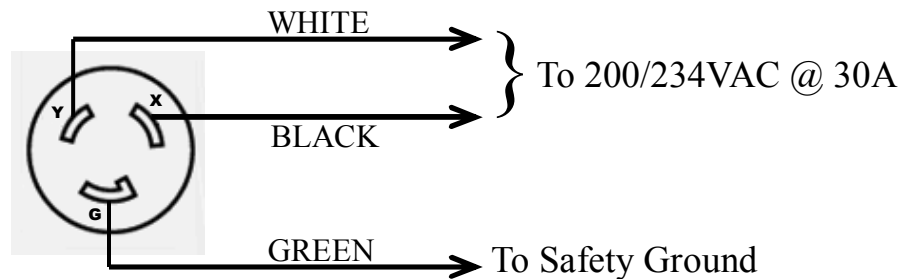 WHITE
To 200/234VAC @ 30A
Y
X
BLACK
G
GREEN
To Safety Ground